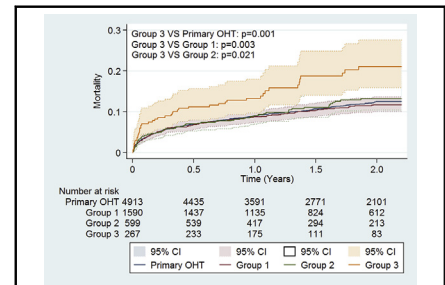 Group 3 VS Primary OHT: p=0.001
Group 3 VS Group 1: p=0.003
Group 3 VS Group 2: p=0.021
Mortality
0.3
0.2
0.1
0
0 0.5 1.0 1.5 2.0
Time (Years)
Number at risk
Primary OHT 4913 4435 3591 2771 2101
Group 1 1590 1437 1135 824 612
Group 2 599 539 417 294 213
Group 3 267 233 175 111 83
95% CI 95% CI 95% CI 95% CI
Primary OHT Group 1 Group 2 Group 3